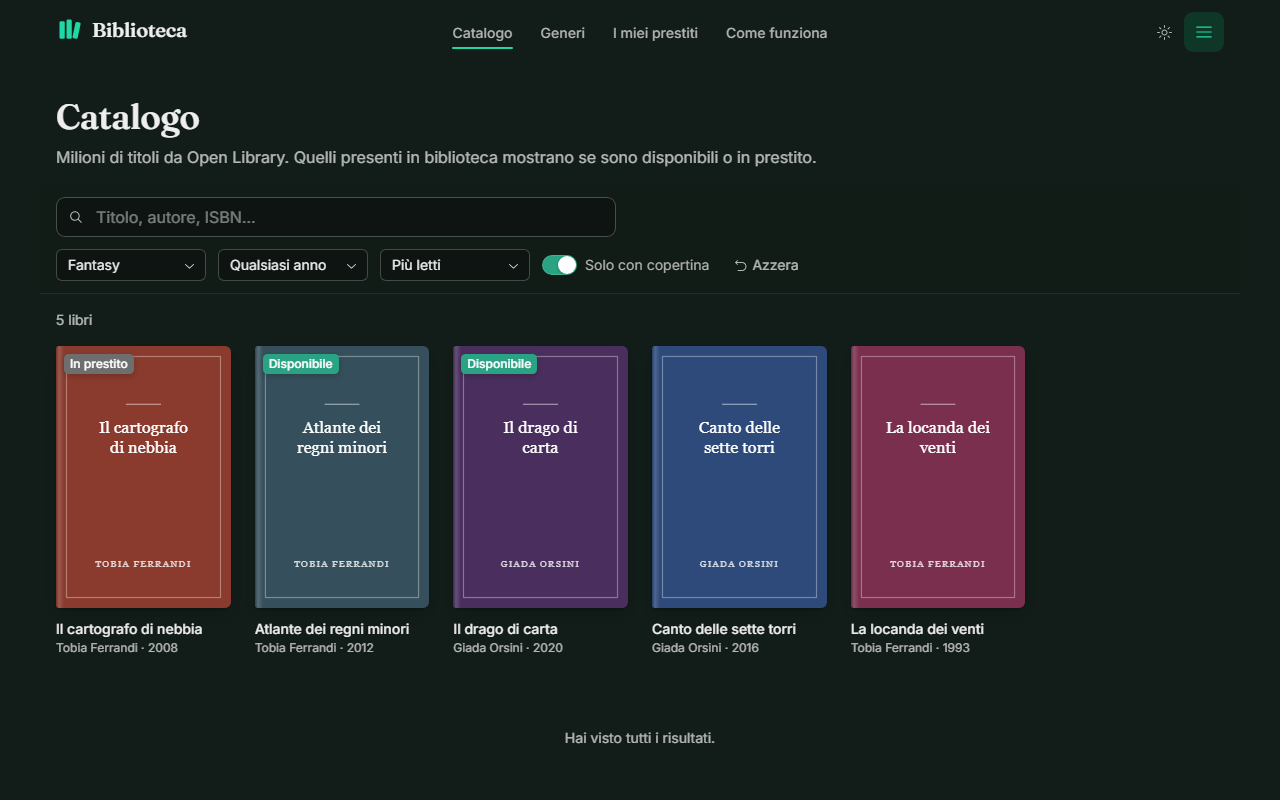 Biblioteca
Catalogo
Generi
I miei prestiti
Come funziona
Catalogo
Milioni di titoli da Open Library. Quelli presenti in biblioteca mostrano se sono disponibili o in prestito.
Titolo, autore, ISBN...
Fantasy
Qualsiasi anno
Più letti
Solo con copertina
Azzera
5 libri
In prestito
Il cartografo
di nebbia
TOBIA FERRANDI
Il cartografo di nebbia
Tobia Ferrandi · 2008
Disponibile
Atlante dei
regni minori
TOBIA FERRANDI
Atlante dei regni minori
Tobia Ferrandi · 2012
Disponibile
Il drago di
carta
GIADA ORSINI
Il drago di carta
Giada Orsini · 2020
Canto delle
sette torri
GIADA ORSINI
Canto delle sette torri
Giada Orsini · 2016
La locanda dei
venti
TOBIA FERRANDI
La locanda dei venti
Tobia Ferrandi · 1993
Hai visto tutti i risultati.